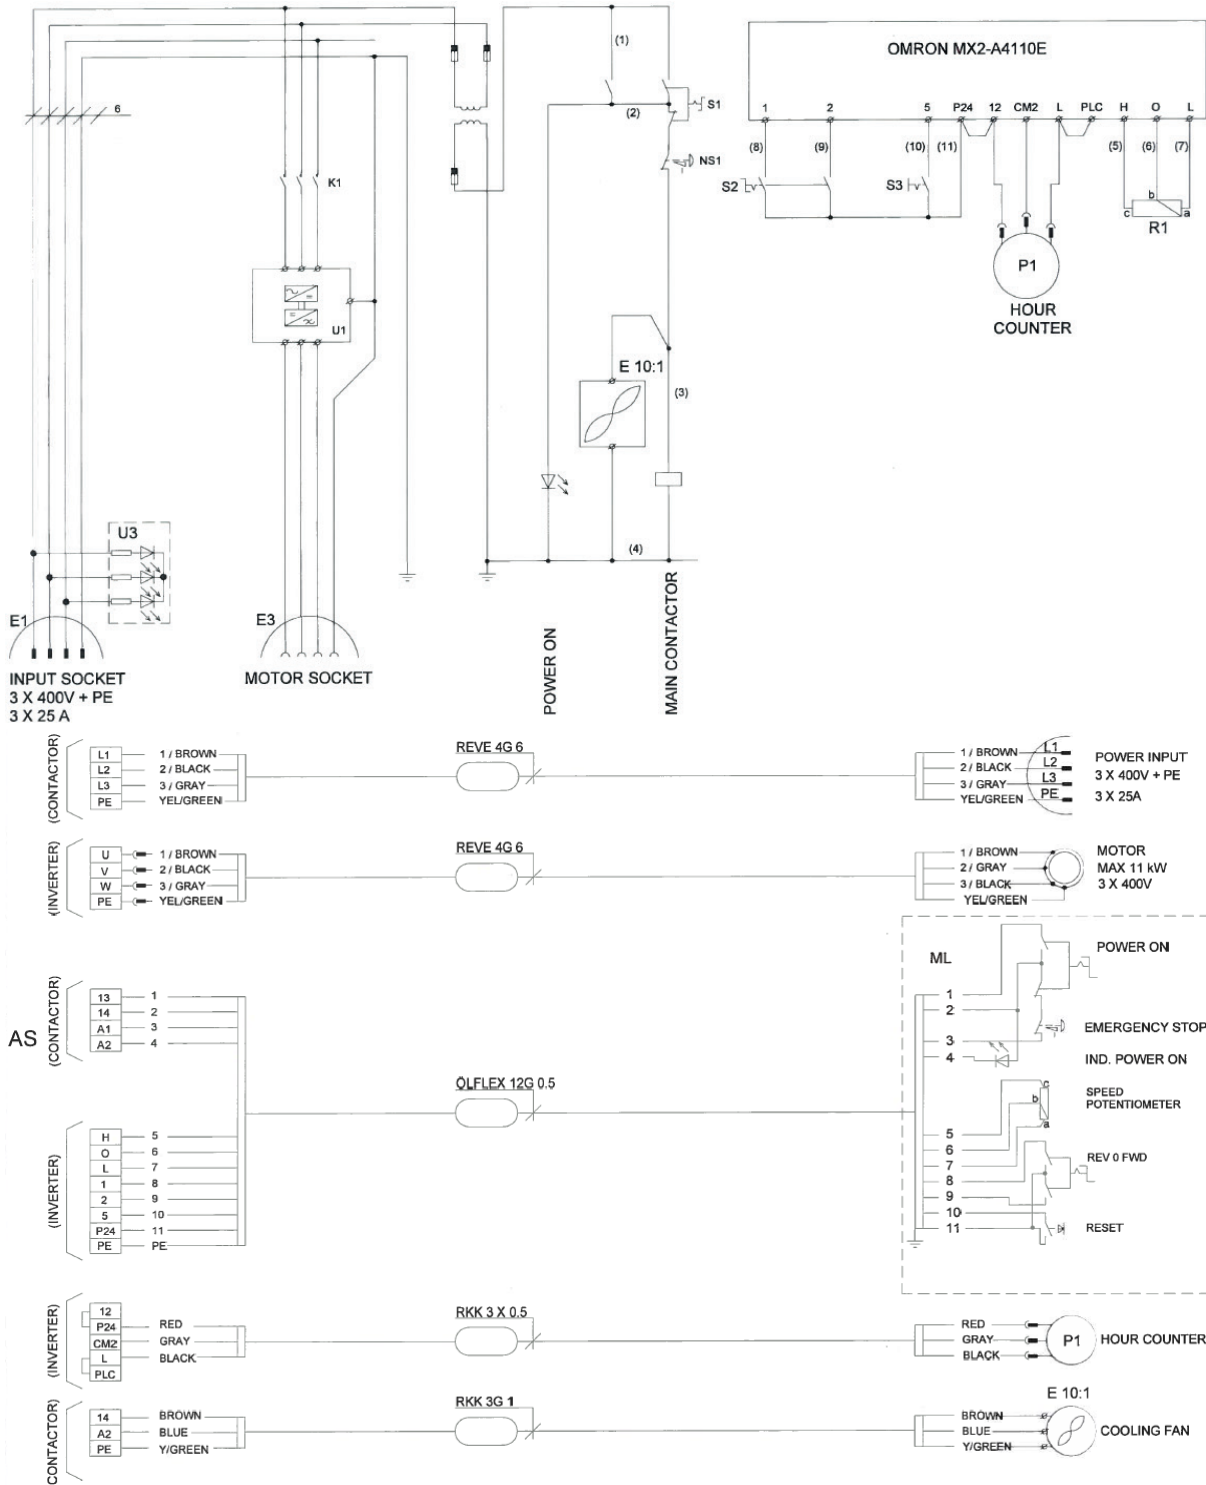 6
K1
U1
U3
E1
INPUT SOCKET
3 X 400V + PE
3 X 25 A
E3
MOTOR SOCKET
(1)
(2)
S1
NS1
E 10:1
(3)
(4)
POWER ON
MAIN CONTACTOR
OMRON MX2-A4110E
1 2 5 P24 12 CM2 L PLC H O L
(8) (9) (10) (11) (5) (6) (7)
S2
S3
b
c a
R1
P1
HOUR
COUNTER
(CONTACTOR)
L1 1 / BROWN
L2 2 / BLACK
L3 3 / GRAY
PE YEL/GREEN
REVE 4G 6
1 / BROWN L1
2 / BLACK L2
3 / GRAY L3
YEL/GREEN PE
POWER INPUT
3 X 400V + PE
3 X 25A
(INVERTER)
U 1 / BROWN
V 2 / BLACK
W 3 / GRAY
PE YEL/GREEN
REVE 4G 6
1 / BROWN
2 / GRAY
3 / BLACK
YEL/GREEN
MOTOR
MAX 11 kW
3 X 400V
AS
(CONTACTOR)
13 1
14 2
A1 3
A2 4
(INVERTER)
H 5
O 6
L 7
1 8
2 9
5 10
P24 11
PE PE
ÖLFLEX 12G 0.5
ML
1
2
3
4
5
6
7
8
9
10
11
POWER ON
EMERGENCY STOP
IND. POWER ON
c
b
a
SPEED
POTENTIOMETER
REV 0 FWD
RESET
(INVERTER)
12
P24 RED
CM2 GRAY
L BLACK
PLC
RKK 3 X 0.5
RED
GRAY
BLACK
P1
HOUR COUNTER
CONTACTOR)
14 BROWN
A2 BLUE
PE Y/GREEN
RKK 3G 1
BROWN
BLUE
Y/GREEN
E 10:1
COOLING FAN